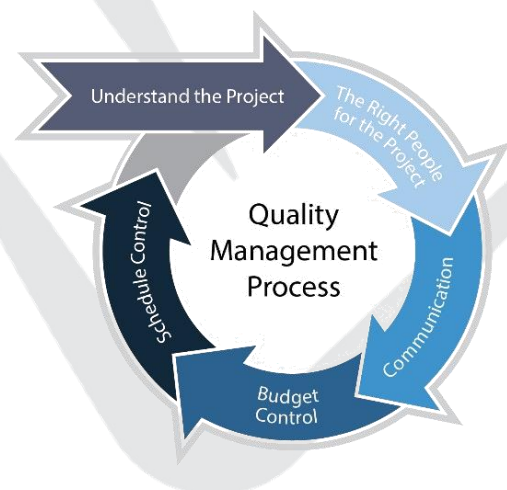 Understand the Project
The Right People
for the Project
Communication
Budget
Control
Schedule Control
Quality
Management
Process